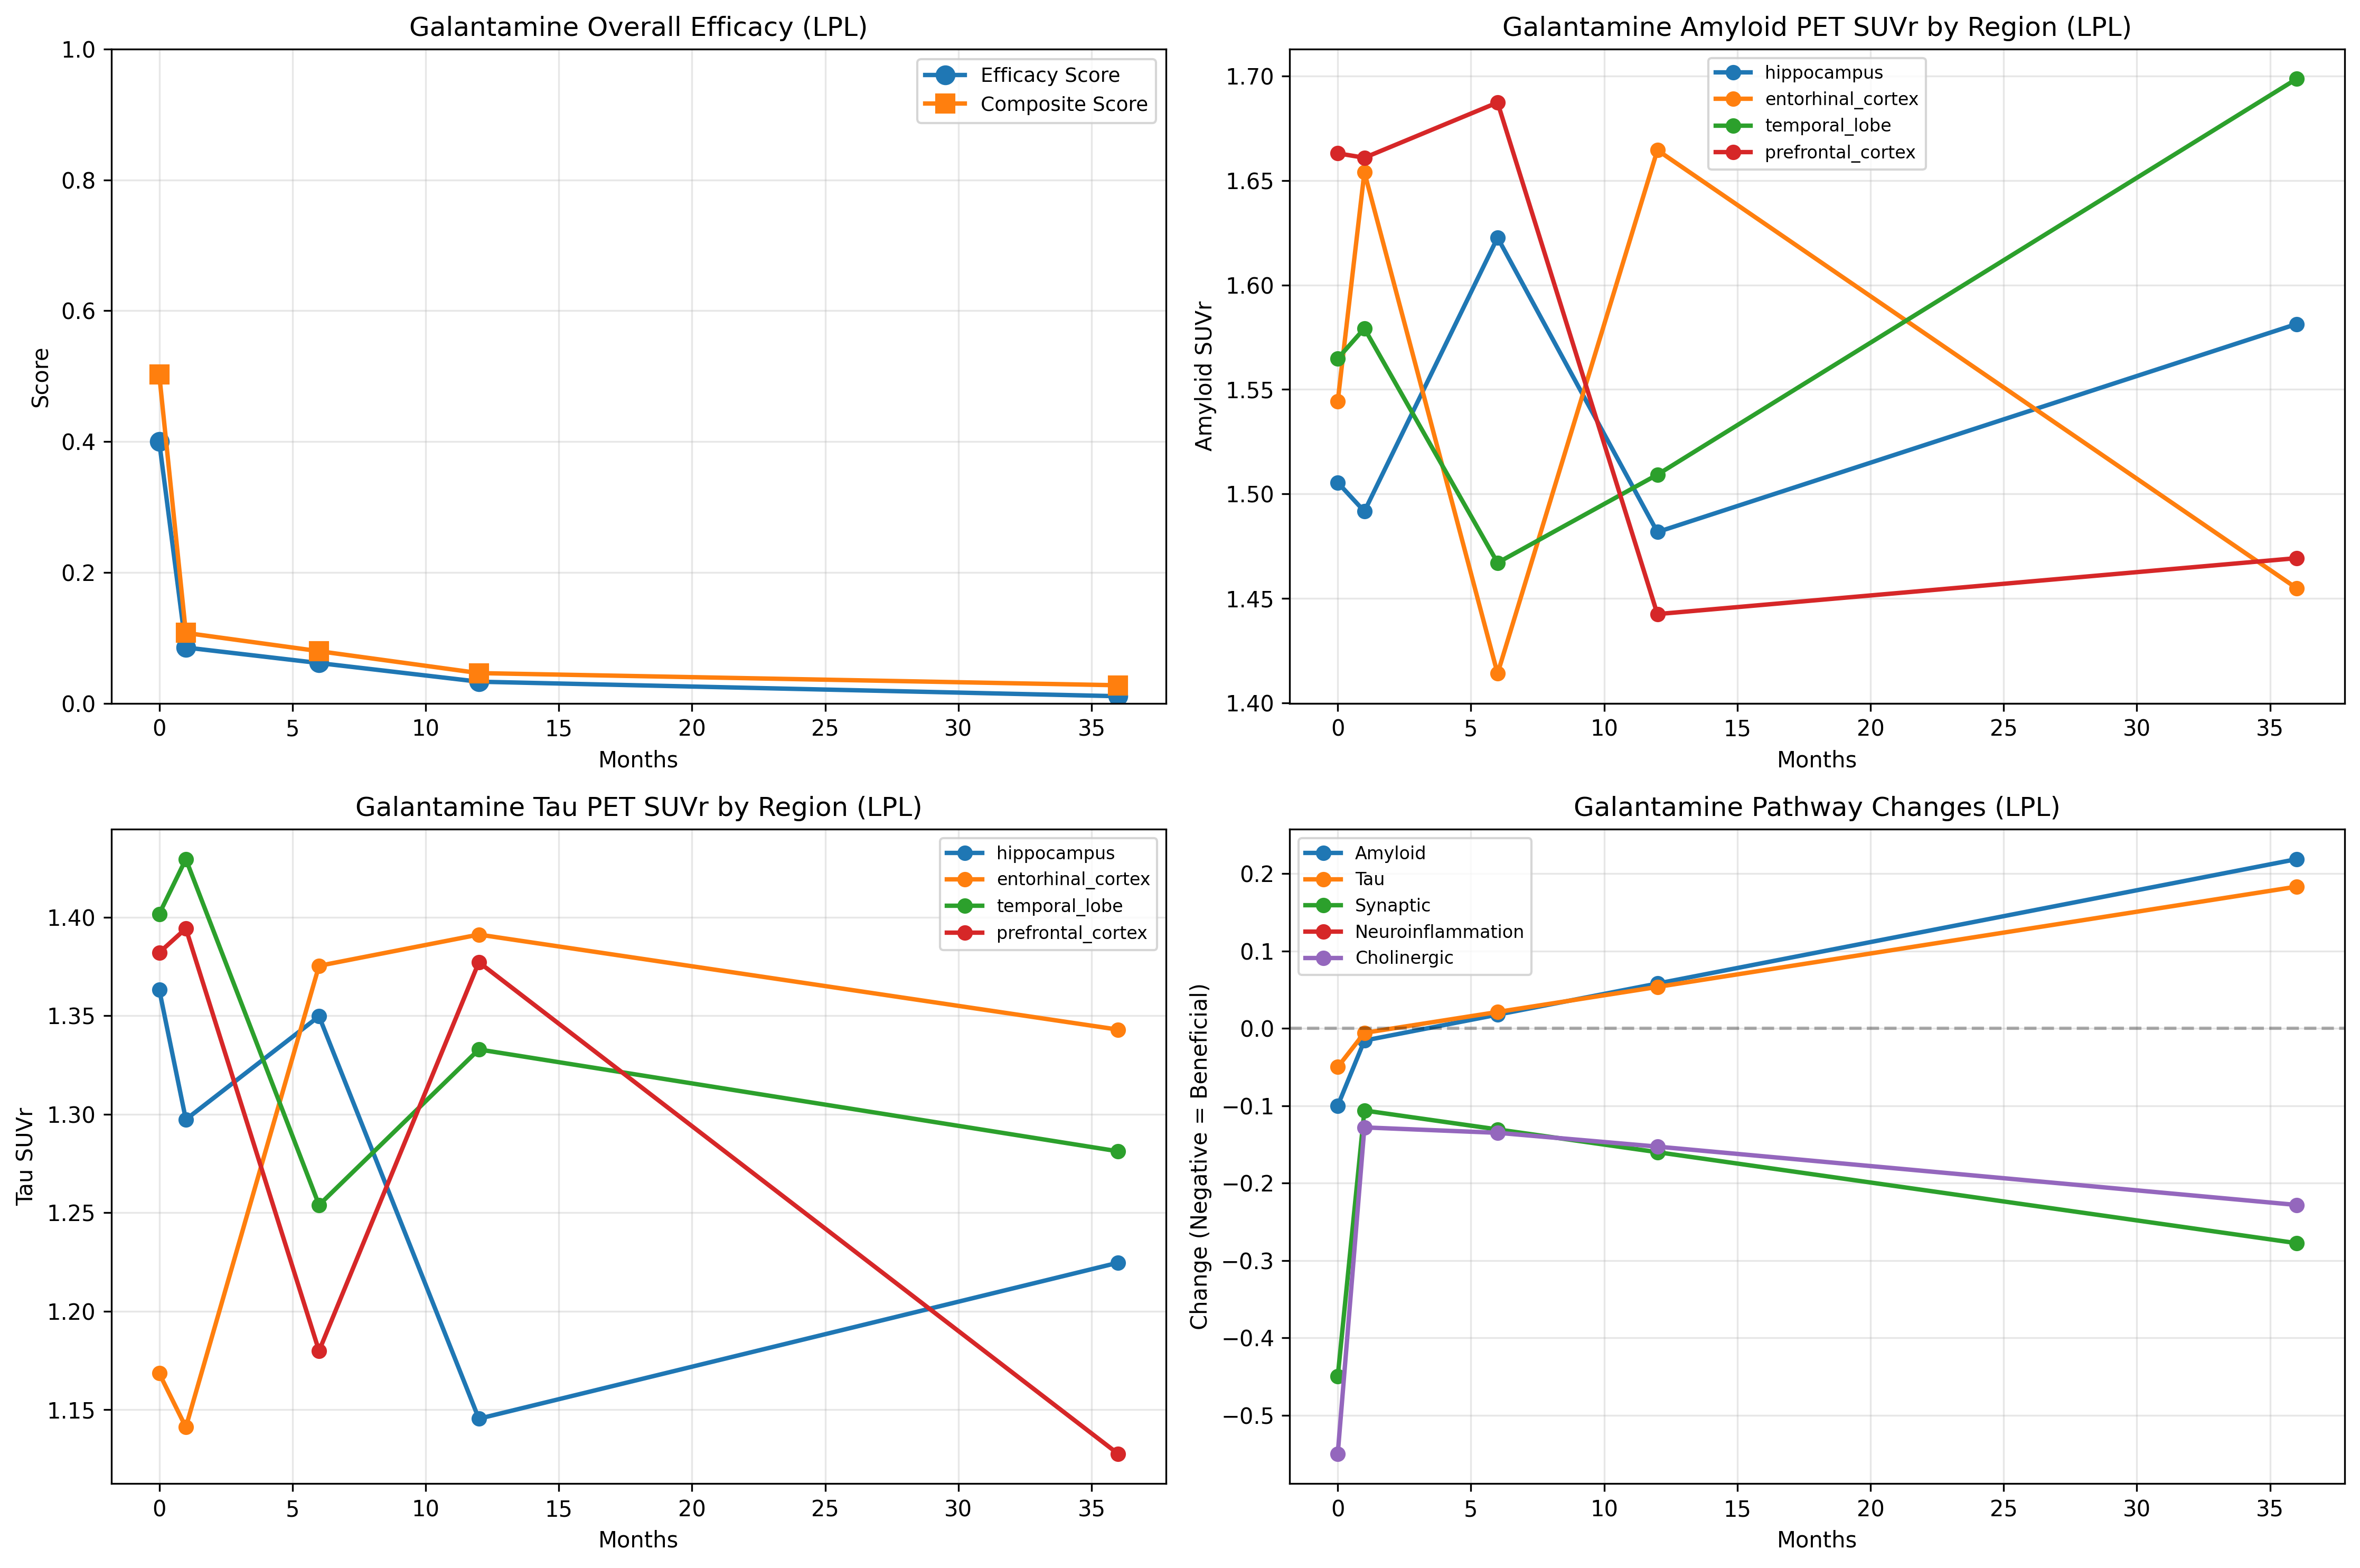 Galantamine Overall Efficacy (LPL)
1.0
0.8
0.6
0.4
0.2
0.0
Score
Efficacy Score
Composite Score
0 5 10 15 20 25 30 35
Months
Galantamine Amyloid PET SUVr by Region (LPL)
1.70
1.65
1.60
1.55
1.50
1.45
1.40
Amyloid SUVr
hippocampus
entorhinal_cortex
temporal_lobe
prefrontal_cortex
0 5 10 15 20 25 30 35
Months
Galantamine Tau PET SUVr by Region (LPL)
1.40
1.35
1.30
1.25
1.20
1.15
Tau SUVr
hippocampus
entorhinal_cortex
temporal_lobe
prefrontal_cortex
0 5 10 15 20 25 30 35
Months
Galantamine Pathway Changes (LPL)
0.2
0.1
0.0
−0.1
−0.2
−0.3
−0.4
−0.5
Change (Negative = Beneficial)
Amyloid
Tau
Synaptic
Neuroinflammation
Cholinergic
0 5 10 15 20 25 30 35
Months